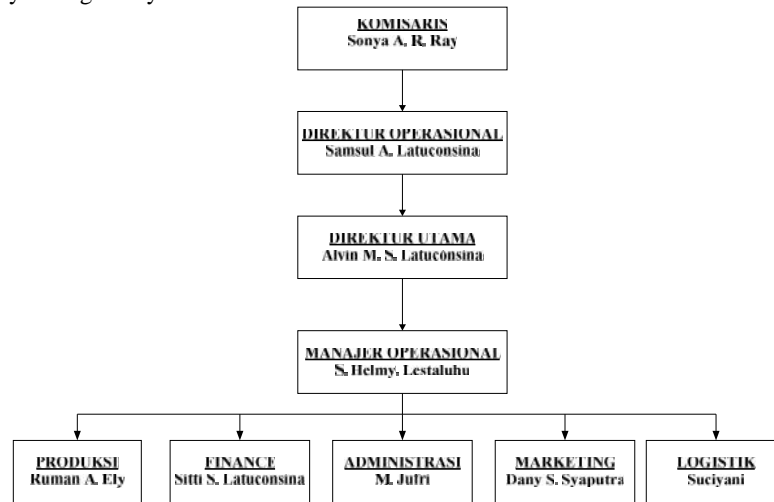 KOMISARIS
Sonya A. R. Ray
DIREKTUR OPERASIONAL
Samsul A. Latuconsina
DIREKTUR UTAMA
Alvin M. S. Latuconsina
MANAJER OPERASIONAL
S. Helmy. Lestaluhu
PRODUKSI
Ruman A. Ely
FINANCE
Sitti S. Latuconsina
ADMINISTRASI
M. Jufri
MARKETING
Dany S. Syaputra
LOGISTIK
Suciyani